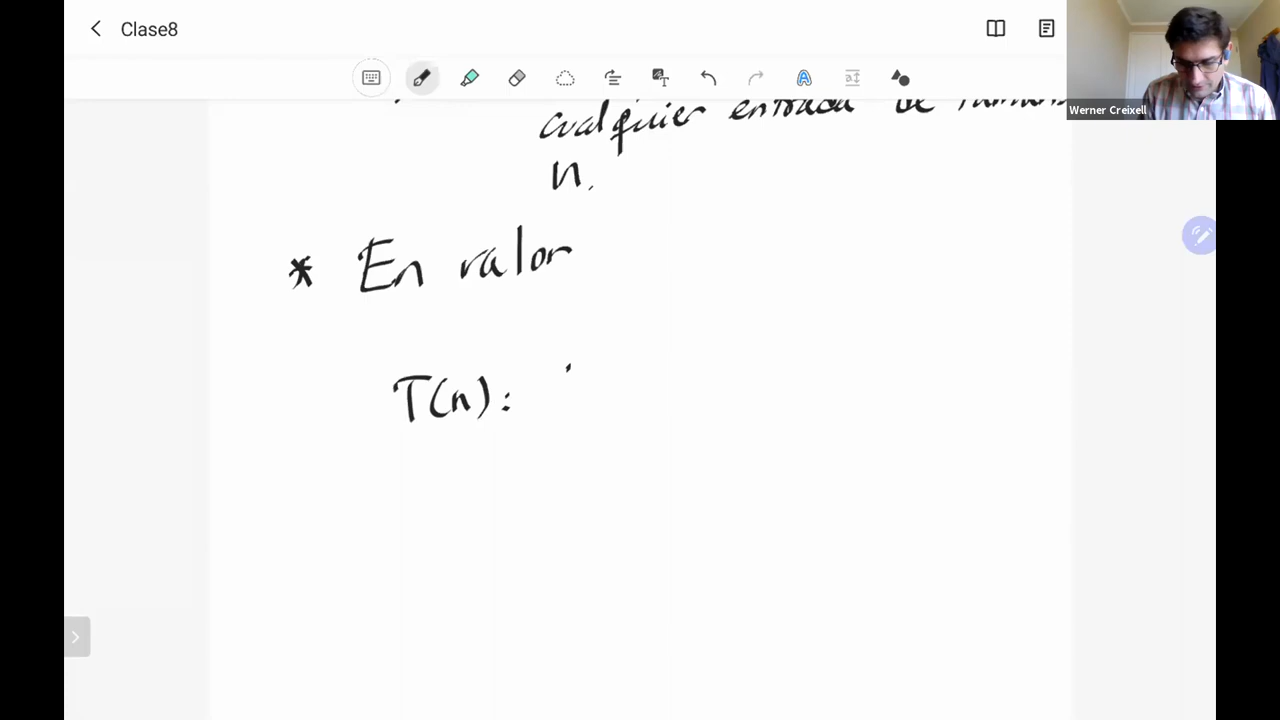 Clase8
Werner Creixell
cualquier entrada de
n.
* En valor
T(n):